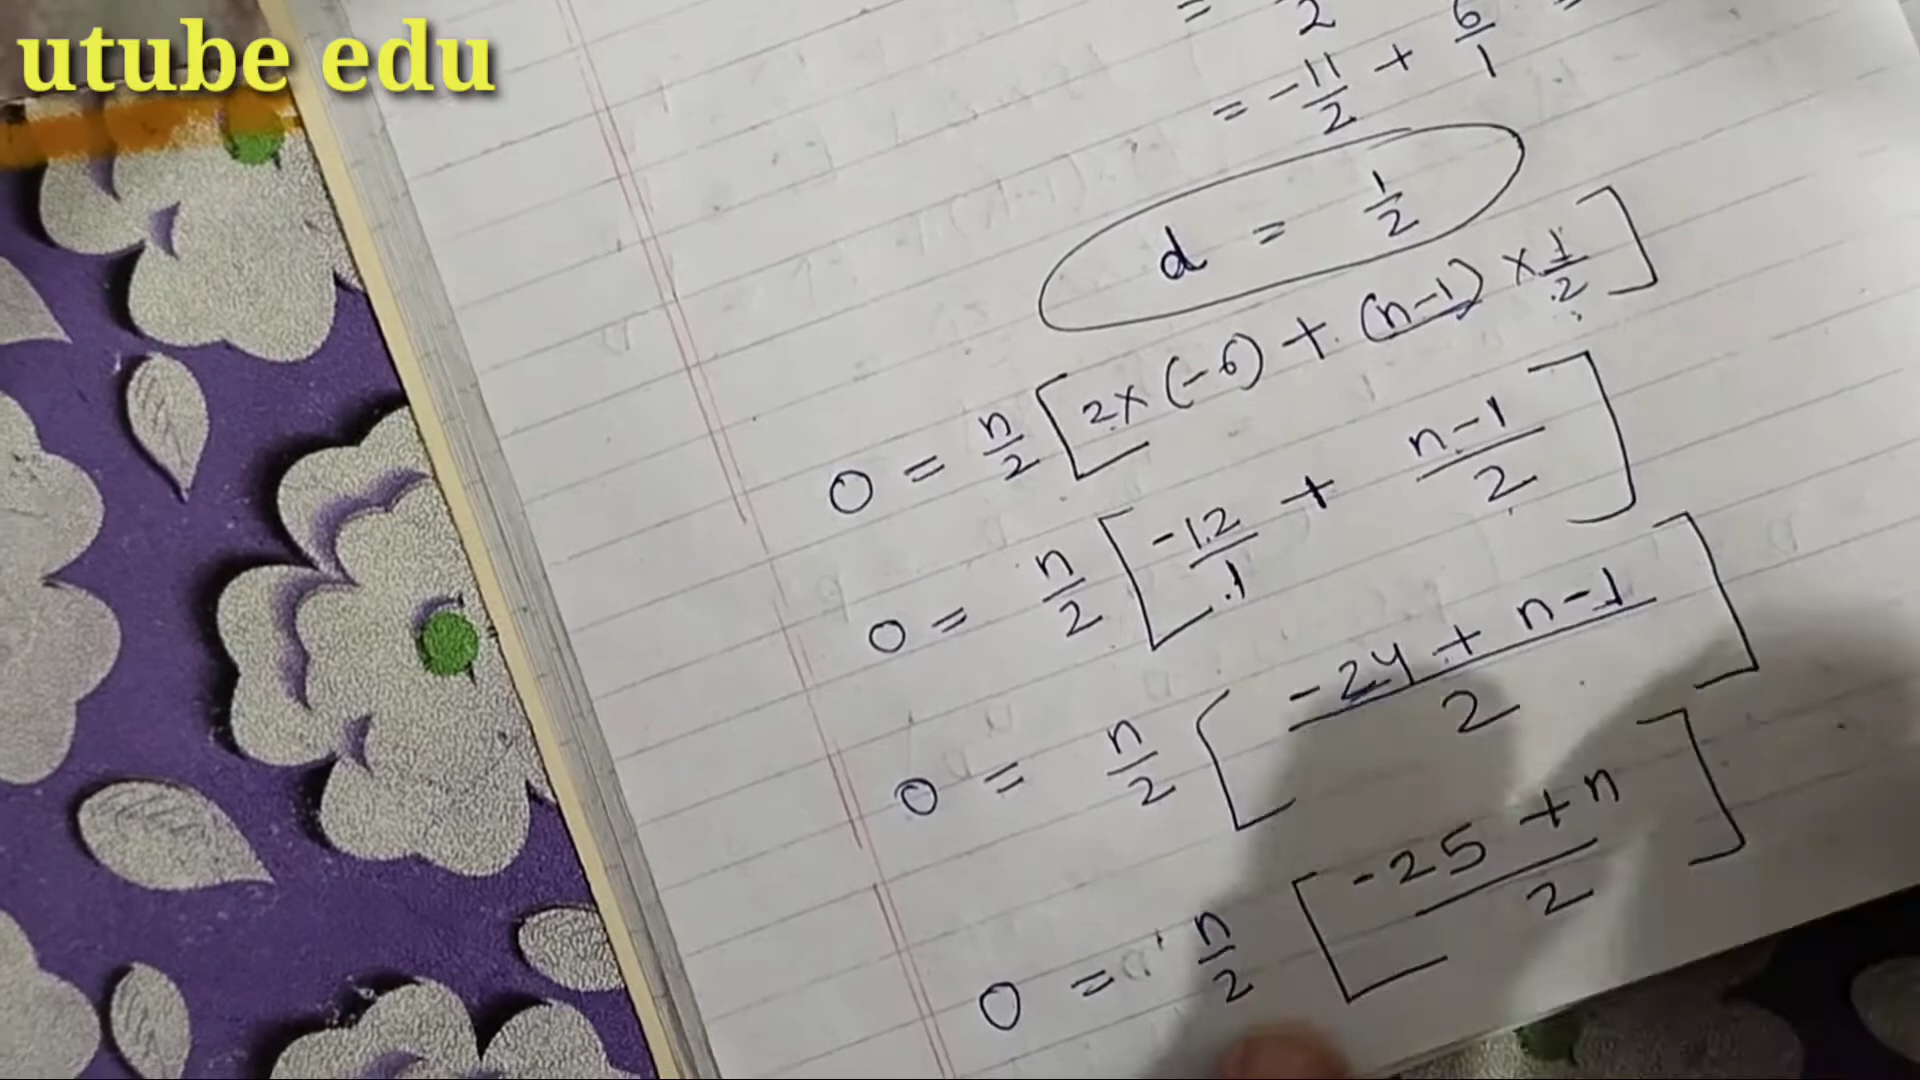 utube edu
= 2
= -11/2 + 6/1 =
d = 1/2
0 = n/2 [2×(-6) + (n-1) × 1/2]
0 = n/2 [-12/1 + n-1/2]
0 = n/2 [-24 + n-1/2]
0 = n/2 [-25 + n/2]